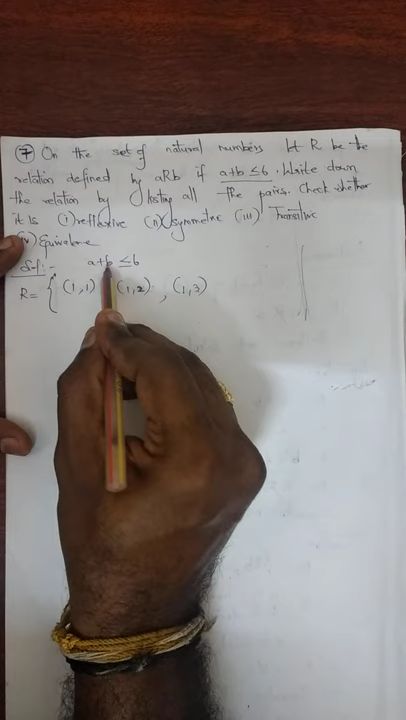 ⑦ On the set of natural numbers let R be the
relation defined by aRb if a+b ≤6. Write down
the relation by listing all the pairs. Check whether
it is (i) reflexive (ii) symmetric (iii) Transitive
(iv) Equivalence
a+b ≤6
R= { (1,1) (1,2) , (1,3)